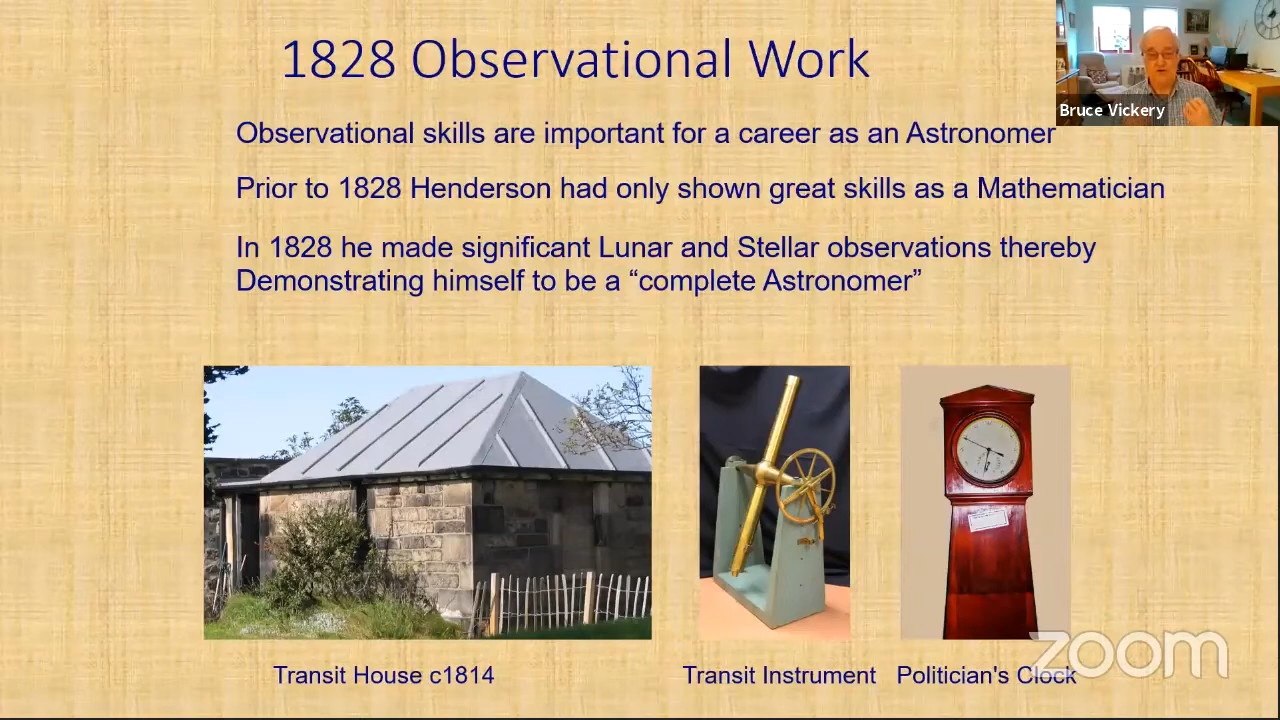 1828 Observational Work
Bruce Vickery
Observational skills are important for a career as an Astronomer
Prior to 1828 Henderson had only shown great skills as a Mathematician
In 1828 he made significant Lunar and Stellar observations thereby
Demonstrating himself to be a “complete Astronomer”
Transit House c1814
Transit Instrument
Politician's Clock
zoom